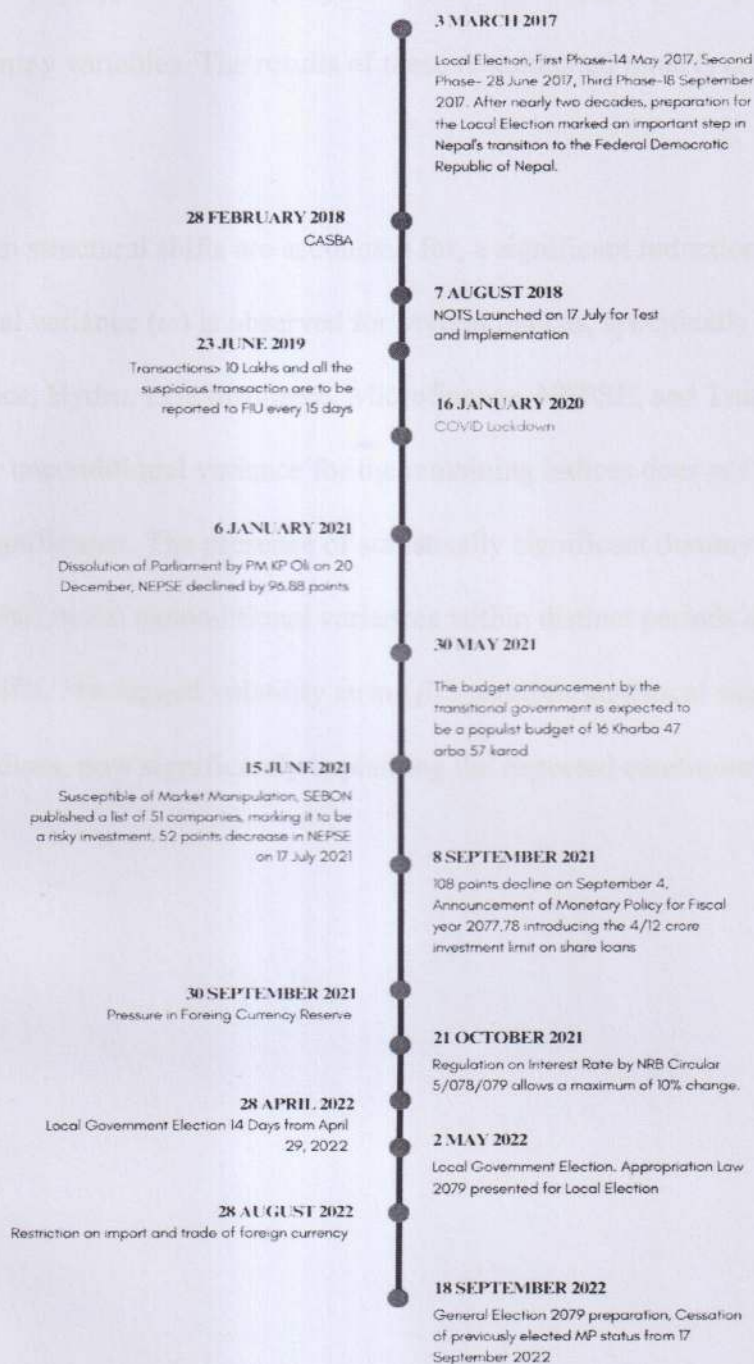 3 MARCH 2017
Local Election, First Phase-14 May 2017, Second
Phase- 28 June 2017, Third Phase-18 September
2017. After nearly two decades, preparation for
the Local Election marked an important step in
Nepal's transition to the Federal Democratic
Republic of Nepal.
28 FEBRUARY 2018
CASBA
7 AUGUST 2018
NOTS Launched on 17 July for Test
and Implementation
23 JUNE 2019
Transactions> 10 Lakhs and all the
suspicious transaction are to be
reported to FIU every 15 days
16 JANUARY 2020
COVID Lockdown
6 JANUARY 2021
Dissolution of Parliament by PM KP Oli on 20
December, NEPSE declined by 96.88 points
30 MAY 2021
The budget announcement by the
transitional government is expected to
be a populist budget of 16 Kharba 47
arba 57 karod
15 JUNE 2021
Susceptible of Market Manipulation, SEBON
published a list of 51 companies, marking it to be
a risky investment. 52 points decrease in NEPSE
on 17 July 2021
8 SEPTEMBER 2021
108 points decline on September 4,
Announcement of Monetary Policy for Fiscal
year 2077.78 introducing the 4/12 crore
investment limit on share loans
30 SEPTEMBER 2021
Pressure in Foreing Currency Reserve
21 OCTOBER 2021
Regulation on Interest Rate by NRB Circular
5/078/079 allows a maximum of 10% change.
28 APRIL 2022
Local Government Election 14 Days from April
29, 2022
2 MAY 2022
Local Government Election. Appropriation Law
2079 presented for Local Election
28 AUGUST 2022
Restriction on import and trade of foreign currency
18 SEPTEMBER 2022
General Election 2079 preparation, Cessation
of previously elected MP status from 17
September 2022